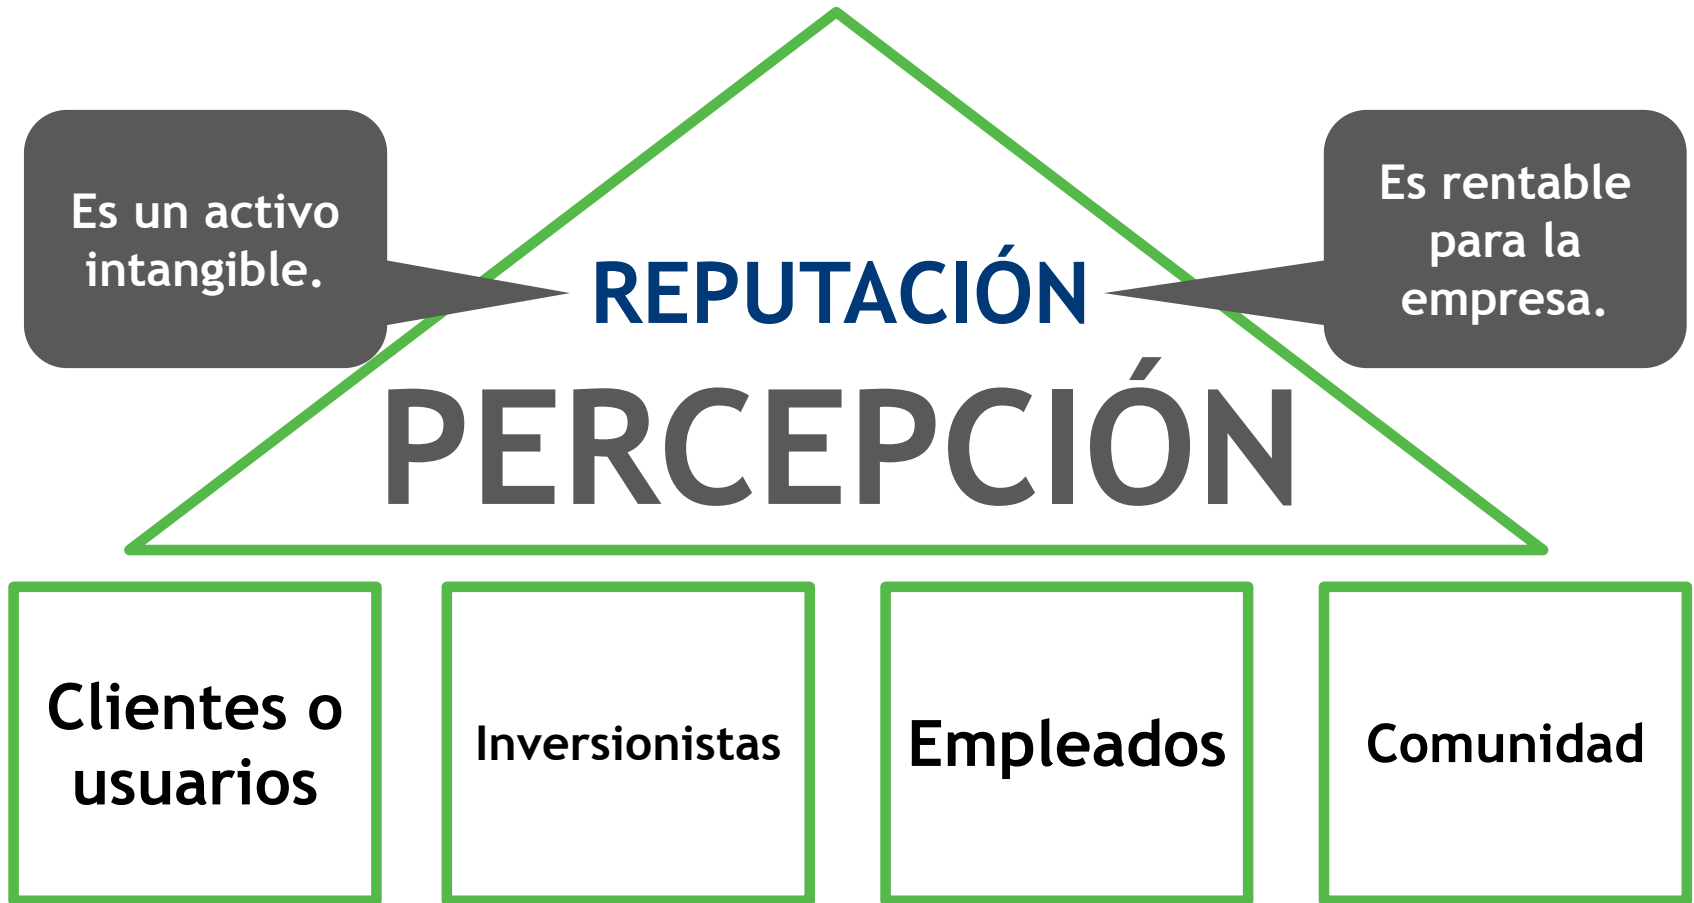 Es un activo
intangible.
Es rentable
para la
empresa.
REPUTACIÓN
PERCEPCIÓN
Clientes o
usuarios
Inversionistas
Empleados
Comunidad